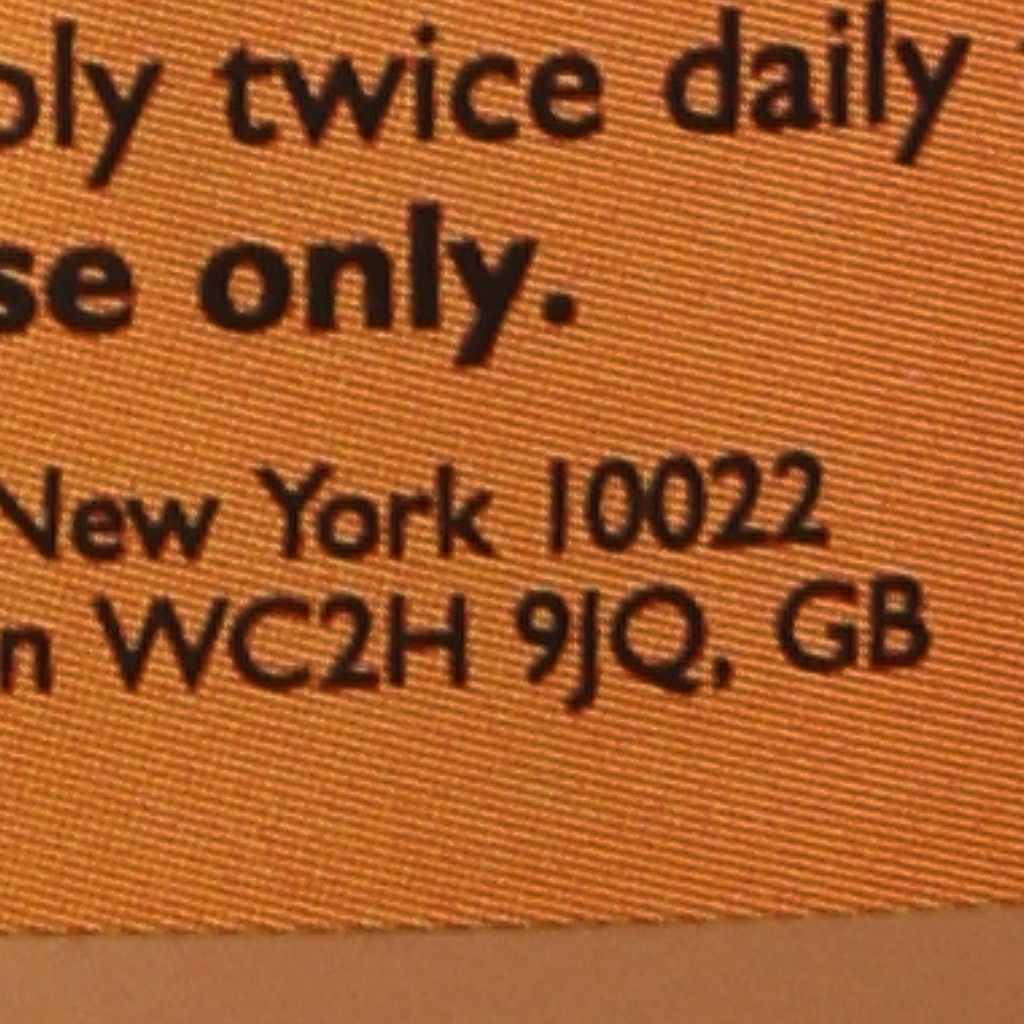 ply twice daily
se only.
New York 10022
n WC2H 9JQ, GB